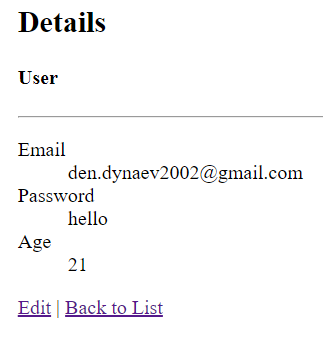 Details
User
Email
den.dynaev2002@gmail.com
Password
hello
Age
21
Edit | Back to List